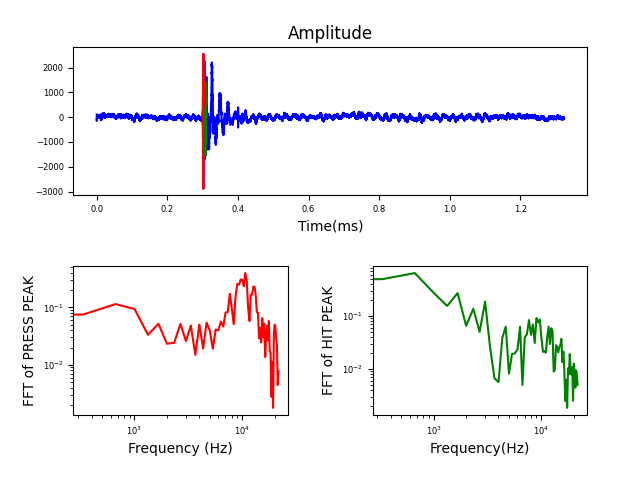 Amplitude
2000
1000
0
−1000
−2000
−3000
0.0 0.2 0.4 0.6 0.8 1.0 1.2
Time(ms)
FFT of PRESS PEAK
10⁻¹
10⁻²
10³ 10⁴
Frequency (Hz)
FFT of HIT PEAK
10⁻¹
10⁻²
10³ 10⁴
Frequency(Hz)